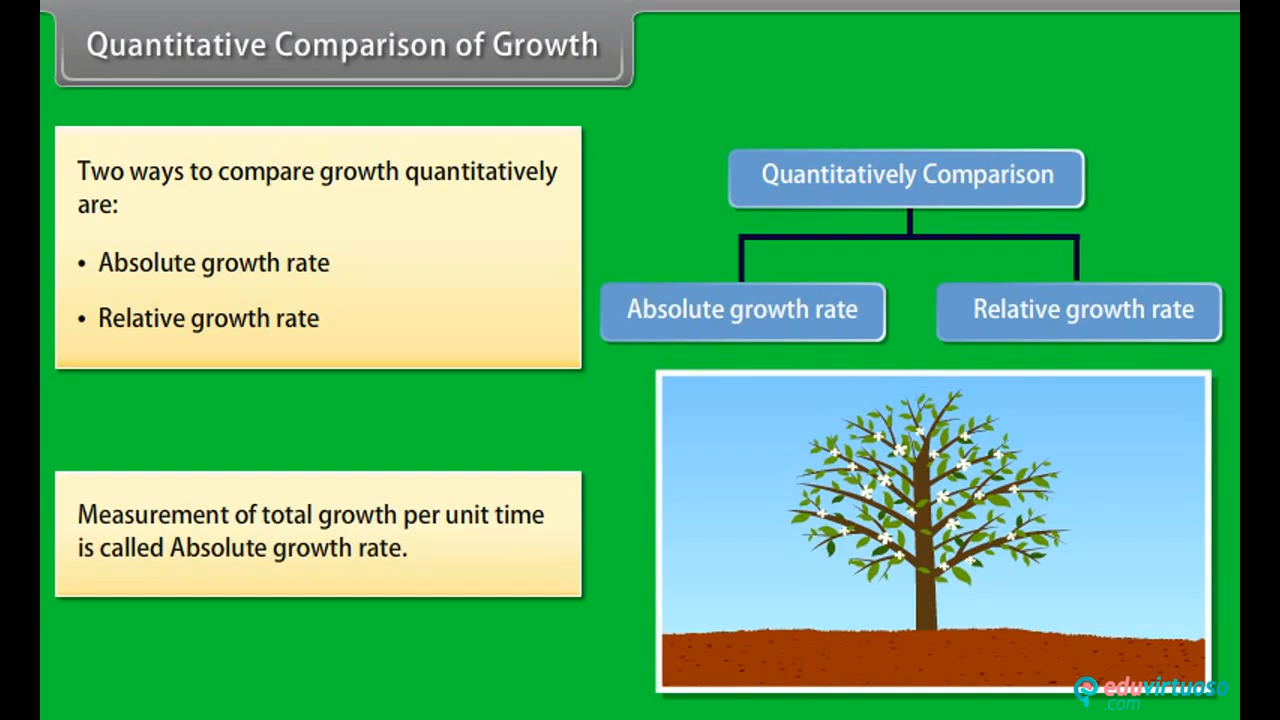 Quantitative Comparison of Growth
Two ways to compare growth quantitatively
are:
• Absolute growth rate
• Relative growth rate
Measurement of total growth per unit time
is called Absolute growth rate.
Quantitatively Comparison
Absolute growth rate
Relative growth rate
eduvirtuoso
.com